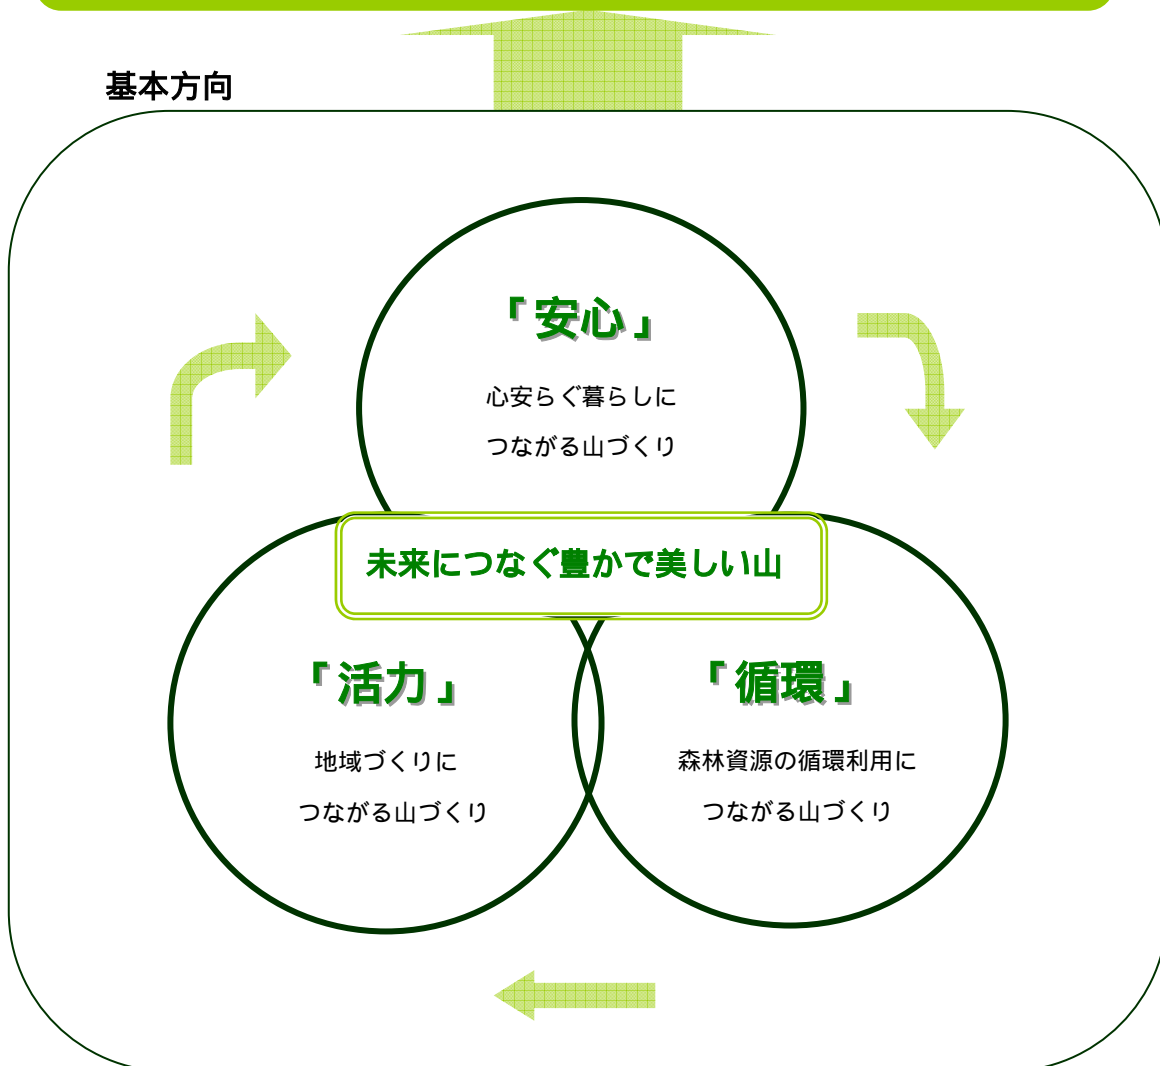 基本方向
「安心」
心安らぐ暮らしに
つながる山づくり
未来につなぐ豊かで美しい山
「活力」
地域づくりに
つながる山づくり
「循環」
森林資源の循環利用に
つながる山づくり